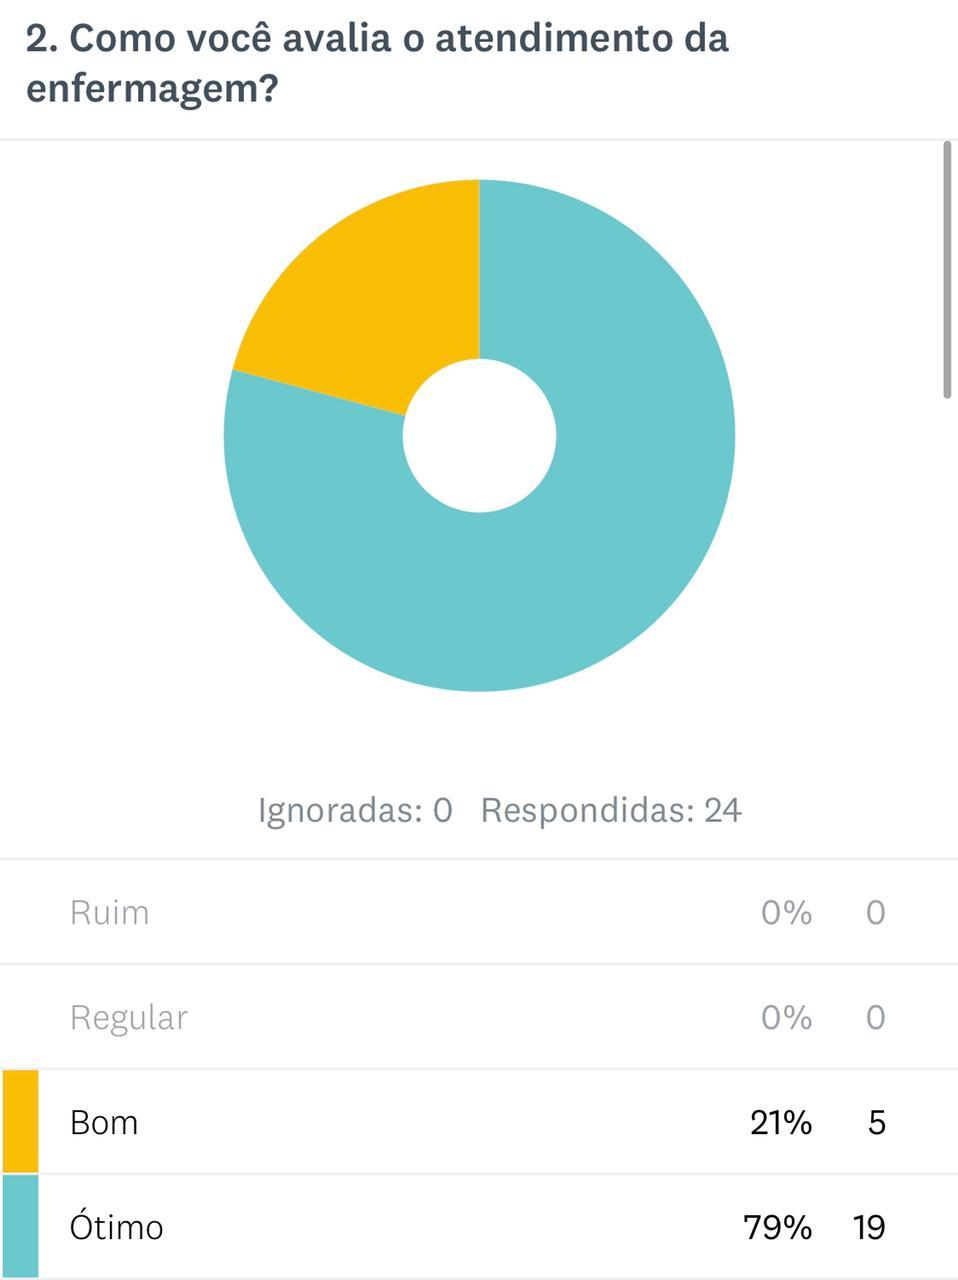 2. Como você avalia o atendimento da
enfermagem?
Ignoradas: 0 Respondidas: 24
Ruim 0% 0
Regular 0% 0
Bom 21% 5
Ótimo 79% 19